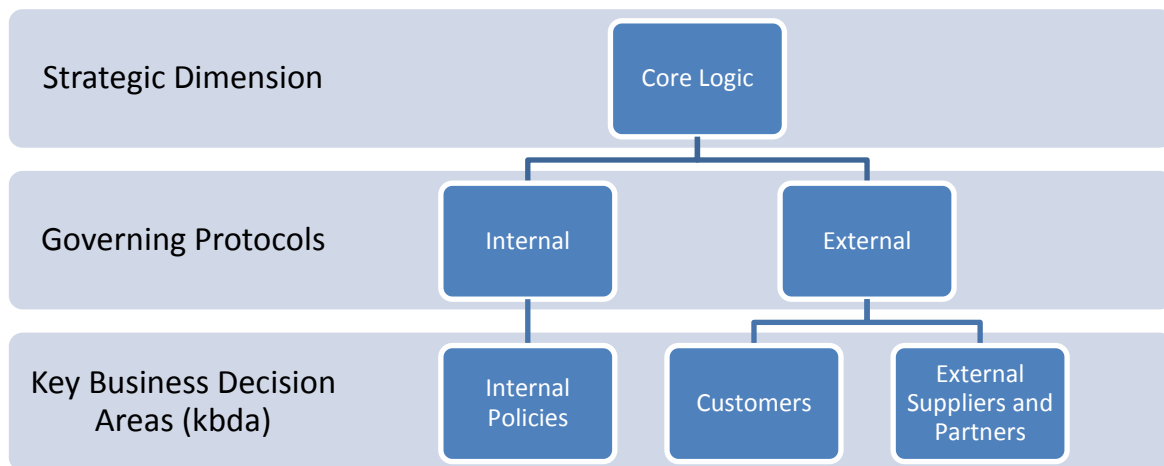 Strategic Dimension
Core Logic
Governing Protocols
Internal
External
Key Business Decision
Areas (kbda)
Internal
Policies
Customers
External
Suppliers and
Partners